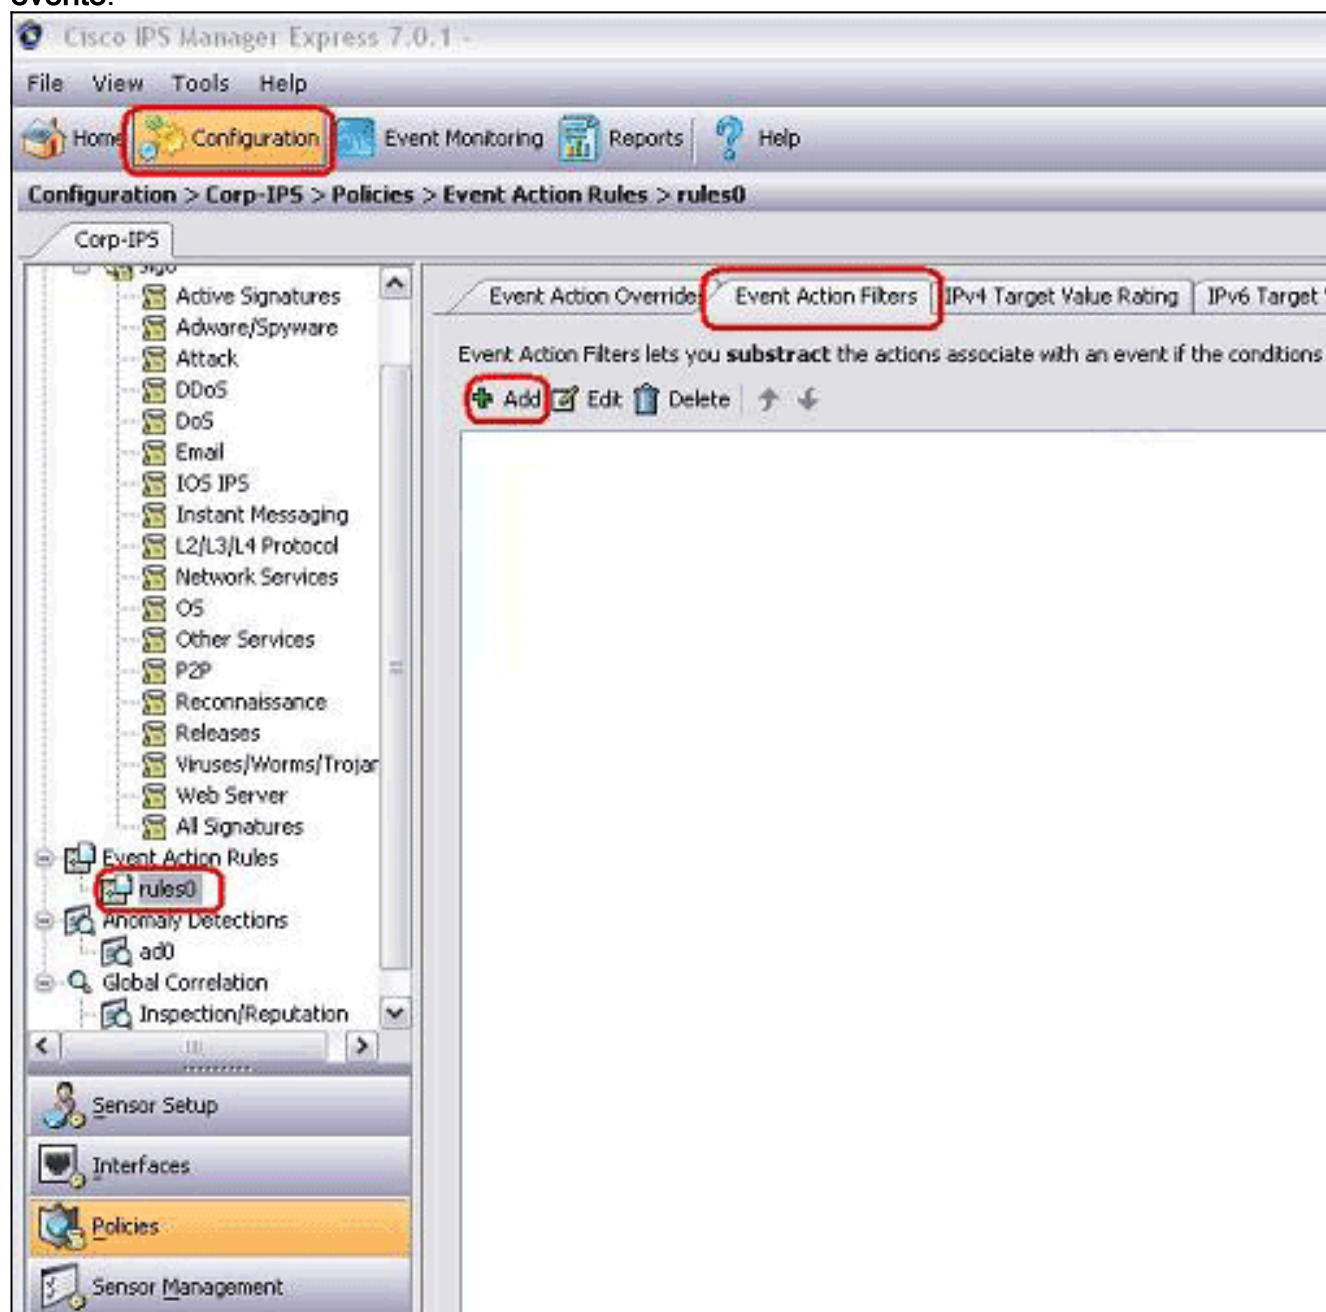 evento.
Cisco IPS Manager Express 7.0.1 -
File View Tools Help
Home Configuration Event Monitoring Reports Help
Configuration > Corp-IPS > Policies > Event Action Rules > rules0
Corp-IPS
Active Signatures
Adware/Spyware
Attack
DDoS
DoS
Email
IOS IPS
Instant Messaging
L2/L3/L4 Protocol
Network Services
OS
Other Services
P2P
Reconnaissance
Releases
Viruses/Worms/Trojan
Web Server
All Signatures
Event Action Rules
rules0
Anomaly Detections
ad0
Global Correlation
Inspection/Reputation
Sensor Setup
Interfaces
Policies
Sensor Management
Event Action Override Event Action Filters IPv4 Target Value Rating IPv6 Target
Event Action Filters lets you substract the actions associate with an event if the conditions
Add Edit Delete